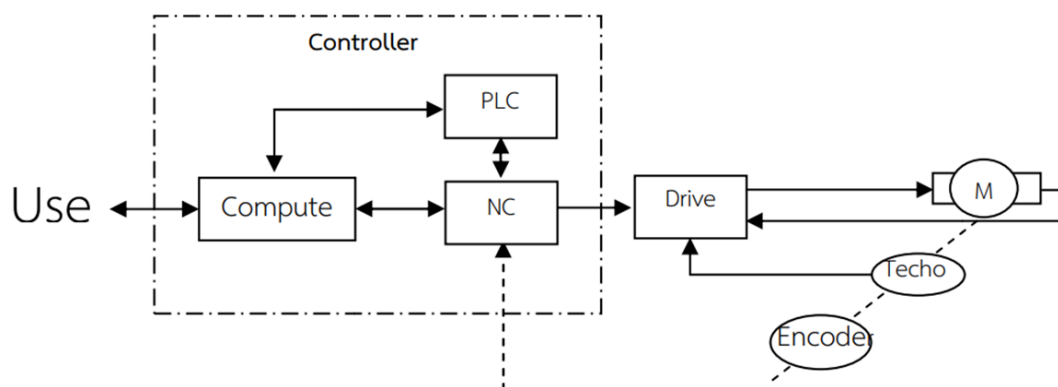 Controller
PLC
Use
Compute
NC
Drive
M
Techo
Encoder